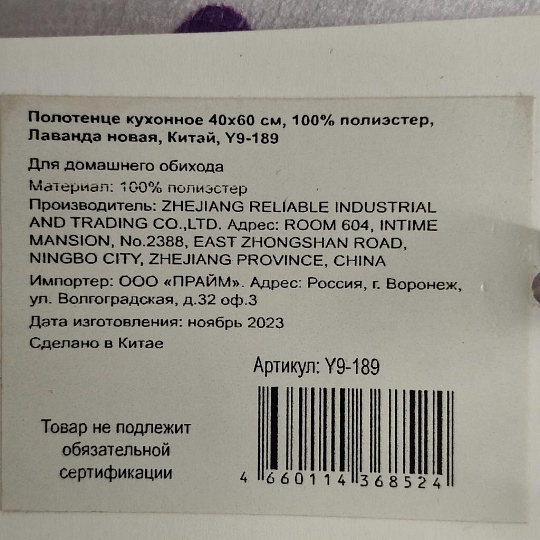 Полотенце кухонное 40х60 см, 100% полиэстер,
Лаванда новая, Китай, Y9-189
Для домашнего обихода
Материал: 100% полиэстер
Производитель: ZHEJIANG RELIABLE INDUSTRIAL
AND TRADING CO.,LTD. Адрес: ROOM 604, INTIME
MANSION, No.2388, EAST ZHONGSHAN ROAD,
NINGBO CITY, ZHEJIANG PROVINCE, CHINA
Импортер: ООО «ПРАЙМ». Адрес: Россия, г. Воронеж,
ул. Волгоградская, д.32 оф.3
Дата изготовления: ноябрь 2023
Сделано в Китае
Артикул: Y9-189
Товар не подлежит
обязательной
сертификации
4 660114 368524